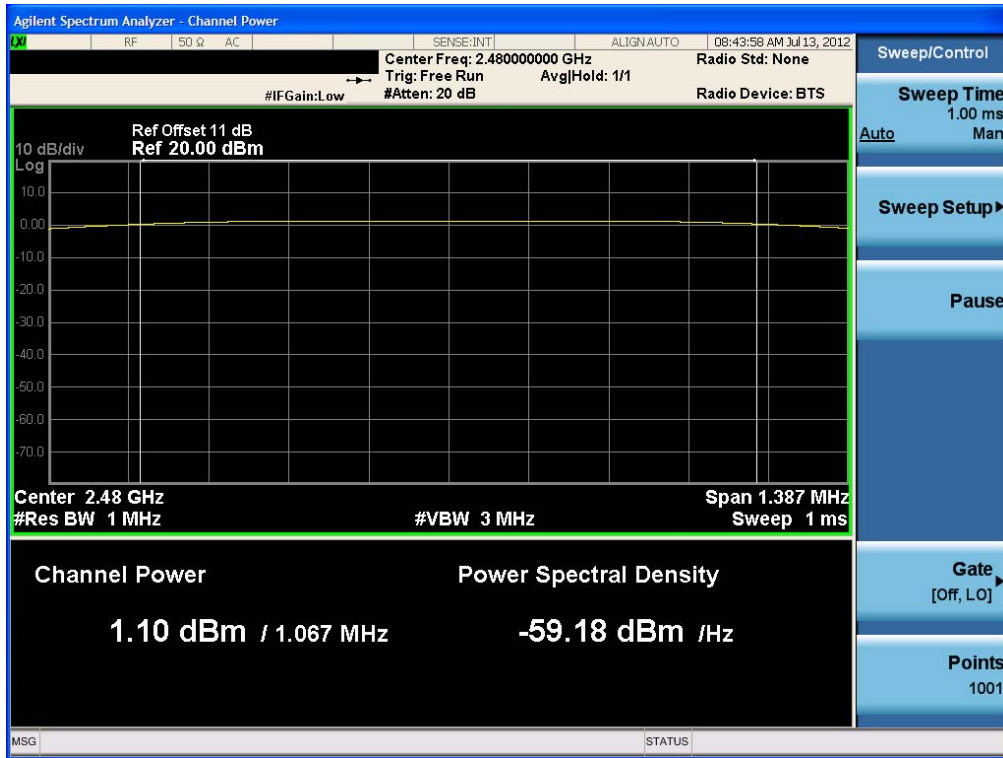 Agilent Spectrum Analyzer - Channel Power
LXI RF 50 Ω AC SENSE:INT ALIGN AUTO 08:43:58 AM Jul 13, 2012
Center Freq: 2.480000000 GHz Radio Std: None
Trig: Free Run Avg|Hold: 1/1
#IFGain:Low #Atten: 20 dB Radio Device: BTS
Ref Offset 11 dB
10 dB/div Ref 20.00 dBm
Log
10.0
0.00
-10.0
-20.0
-30.0
-40.0
-50.0
-60.0
-70.0
Center 2.48 GHz Span 1.387 MHz
#Res BW 1 MHz #VBW 3 MHz Sweep 1 ms
Channel Power Power Spectral Density
1.10 dBm / 1.067 MHz -59.18 dBm /Hz
MSG STATUS
Sweep/Control
Sweep Time
1.00 ms
Auto Man
Sweep Setup
Pause
Gate
[Off, LO]
Points
1001